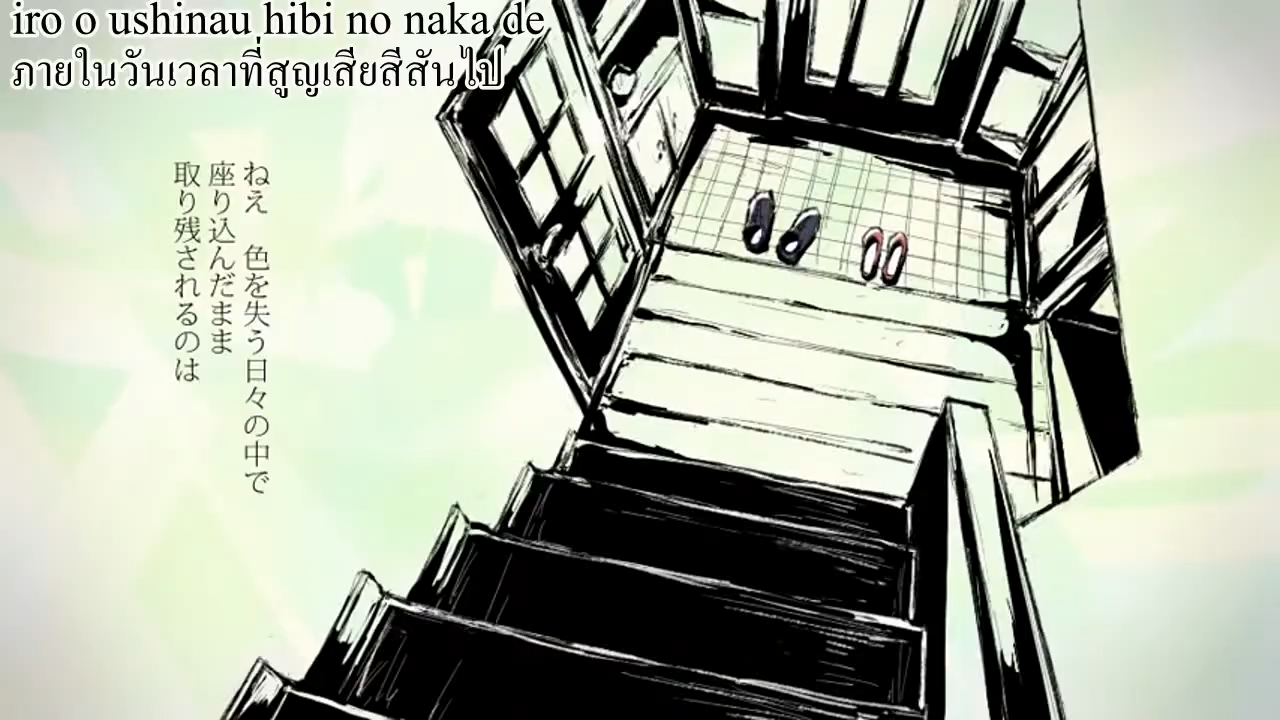 iro o ushinau hibi no naka de
ภายในวันเวลาที่สูญเสียสีสันไป
ねえ　色を失う日々の中で
座り込んだまま
取り残されるのは